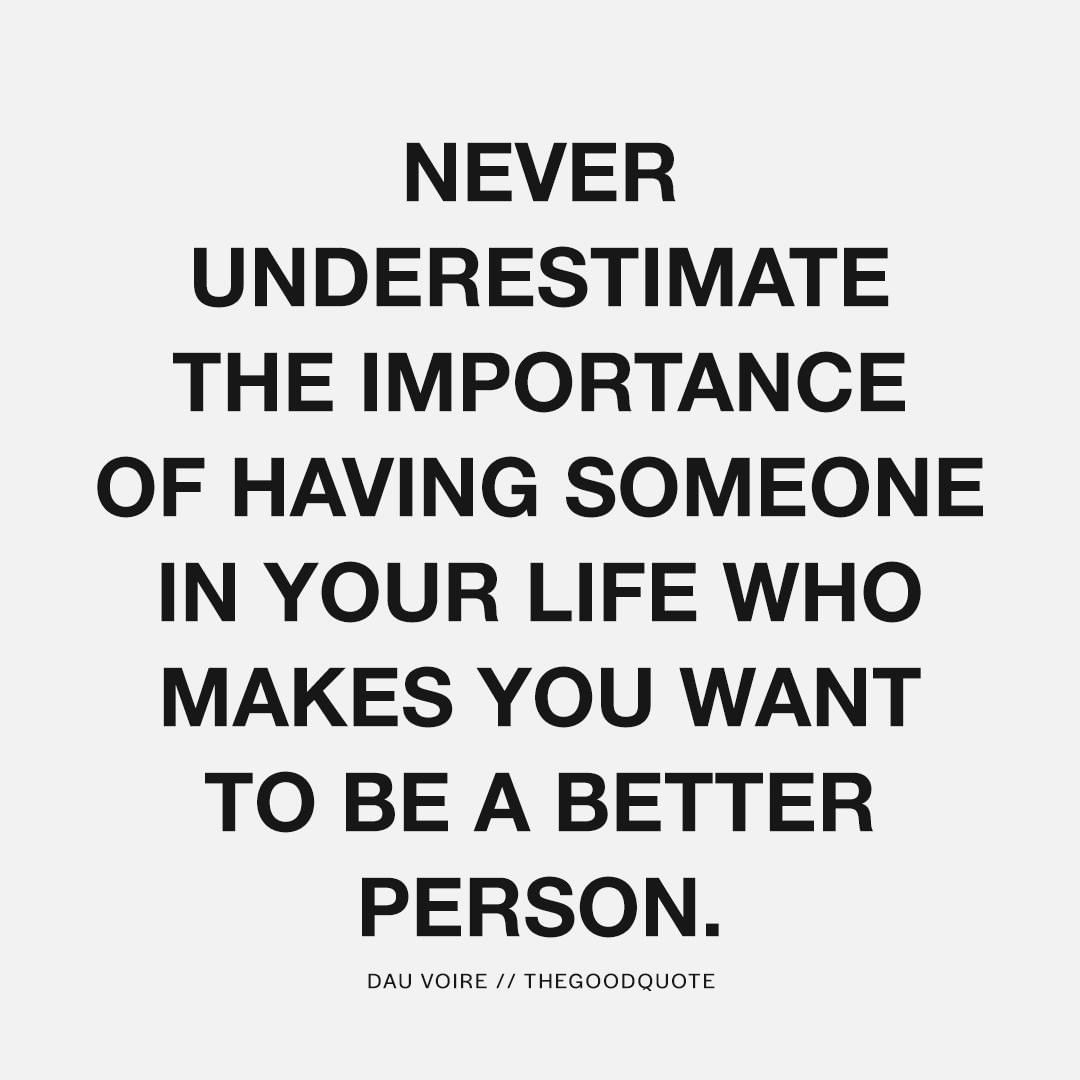 NEVER
UNDERESTIMATE
THE IMPORTANCE
OF HAVING SOMEONE
IN YOUR LIFE WHO
MAKES YOU WANT
TO BE A BETTER
PERSON.
DAU VOIRE // THEGOODQUOTE